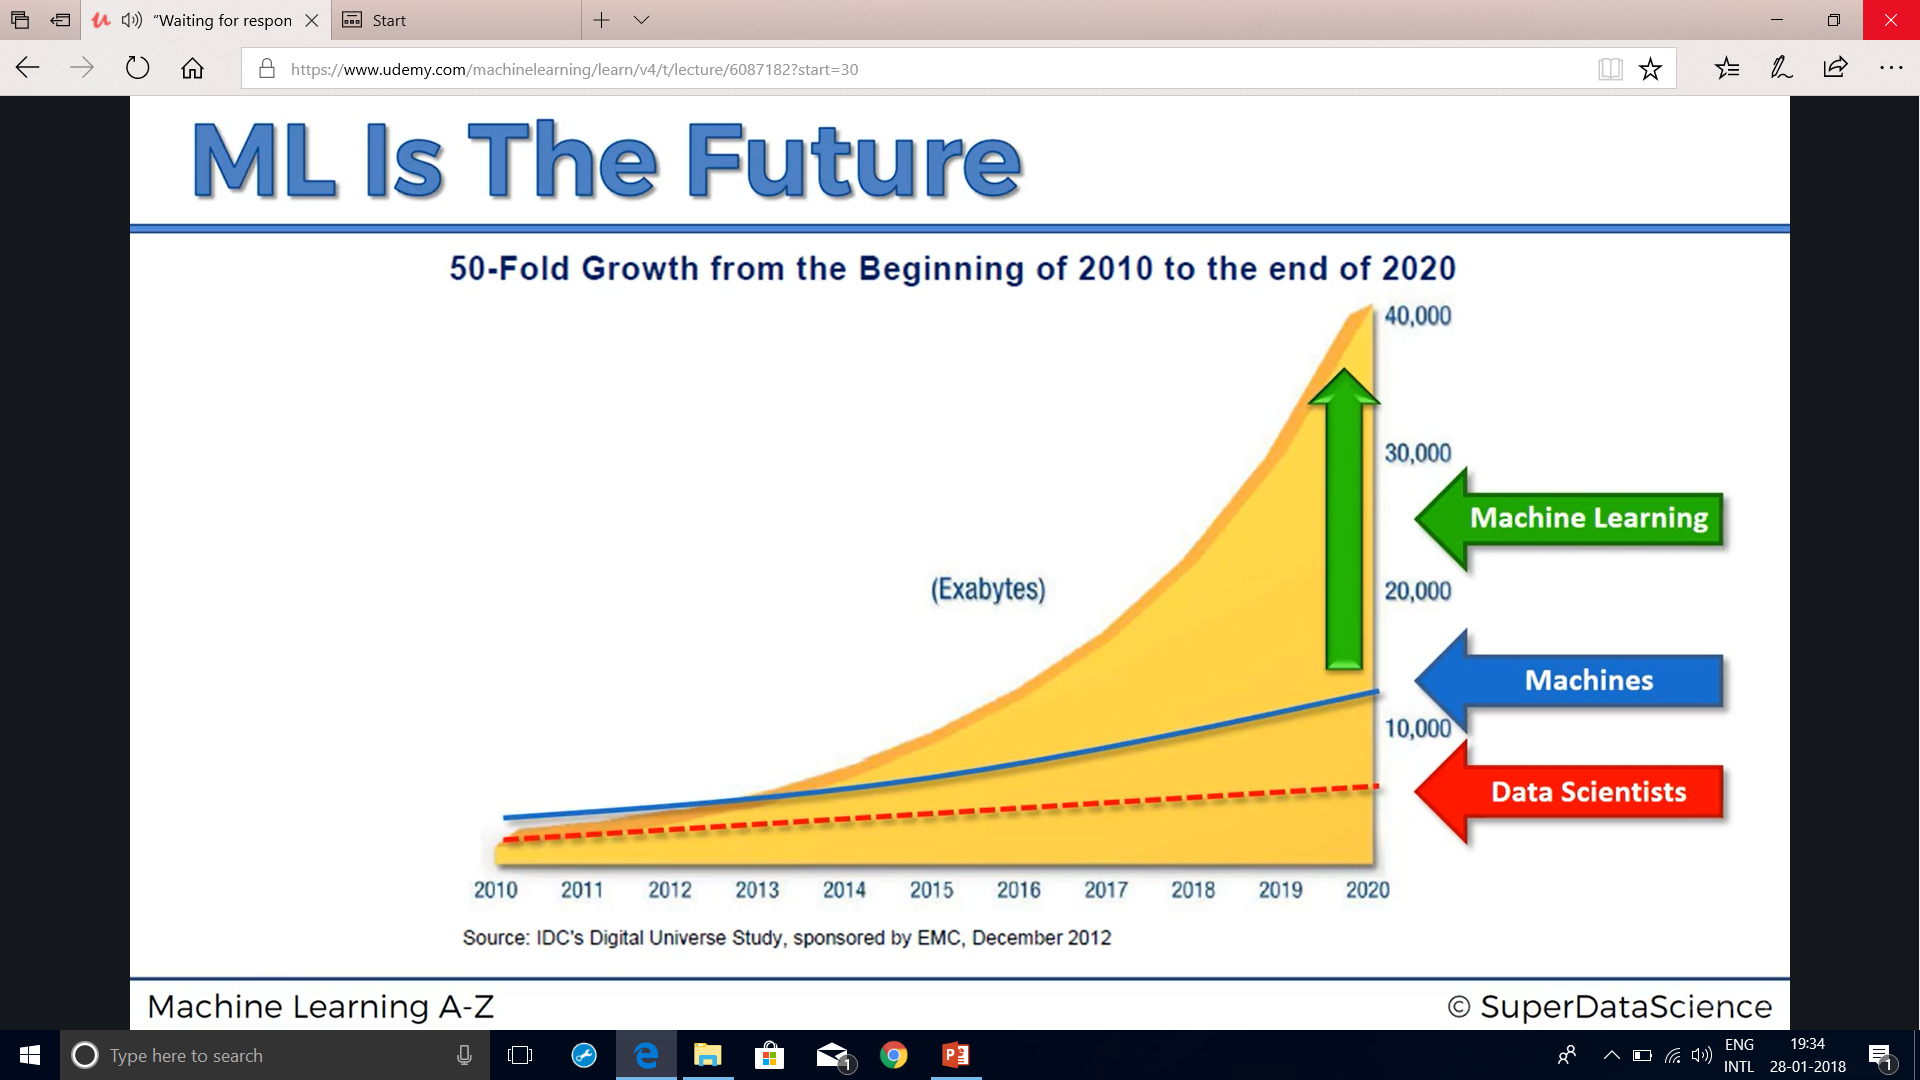 “Waiting for respon
Start
https://www.udemy.com/machinelearning/learn/v4/t/lecture/6087182?start=30
ML Is The Future
50-Fold Growth from the Beginning of 2010 to the end of 2020
40,000
30,000
Machine Learning
(Exabytes)
20,000
Machines
10,000
Data Scientists
2010 2011 2012 2013 2014 2015 2016 2017 2018 2019 2020
Source: IDC's Digital Universe Study, sponsored by EMC, December 2012
Machine Learning A-Z
© SuperDataScience
Type here to search
1
ENG
INTL
19:34
28-01-2018
1